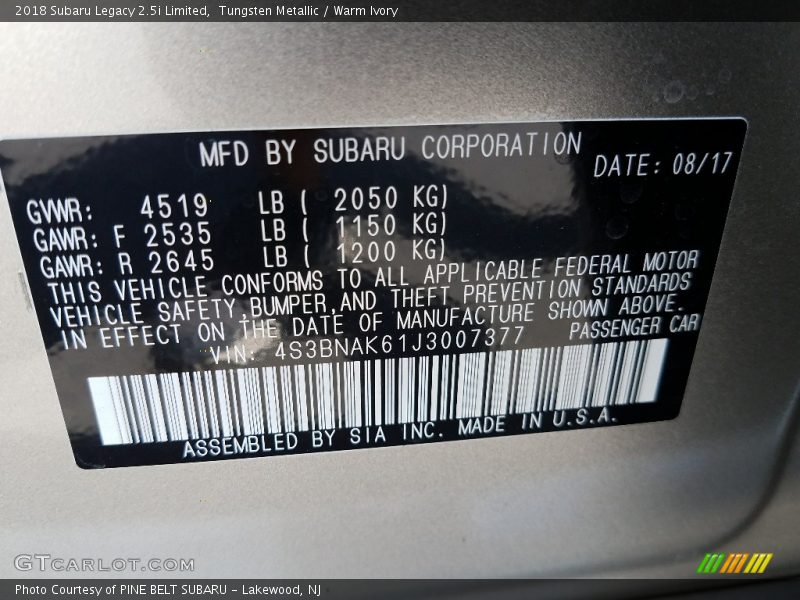 2018 Subaru Legacy 2.5i Limited,  Tungsten Metallic / Warm Ivory
MFD BY SUBARU CORPORATION
DATE: 08/17
GVWR: 4519 LB ( 2050 KG)
GAWR: F 2535 LB ( 1150 KG)
GAWR: R 2645 LB ( 1200 KG)
THIS VEHICLE CONFORMS TO ALL APPLICABLE FEDERAL MOTOR
VEHICLE SAFETY,BUMPER,AND THEFT PREVENTION STANDARDS
IN EFFECT ON THE DATE OF MANUFACTURE SHOWN ABOVE.
VIN: 4S3BNAK61J3007377 PASSENGER CAR
ASSEMBLED BY SIA INC. MADE IN U.S.A.
GTCARLOT.COM
Photo Courtesy of PINE BELT SUBARU - Lakewood, NJ